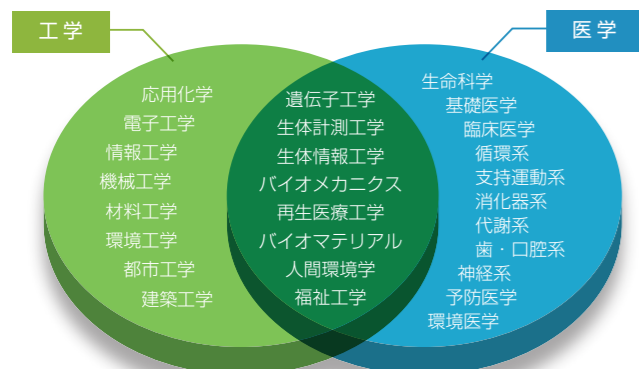 工学
医学
応用化学
電子工学
情報工学
機械工学
材料工学
環境工学
都市工学
建築工学
遺伝子工学
生体計測工学
生体情報工学
バイオメカニクス
再生医療工学
バイオマテリアル
人間環境学
福祉工学
生命科学
基礎医学
臨床医学
循環系
支持運動系
消化器系
代謝系
歯・口腔系
神経系
予防医学
環境医学